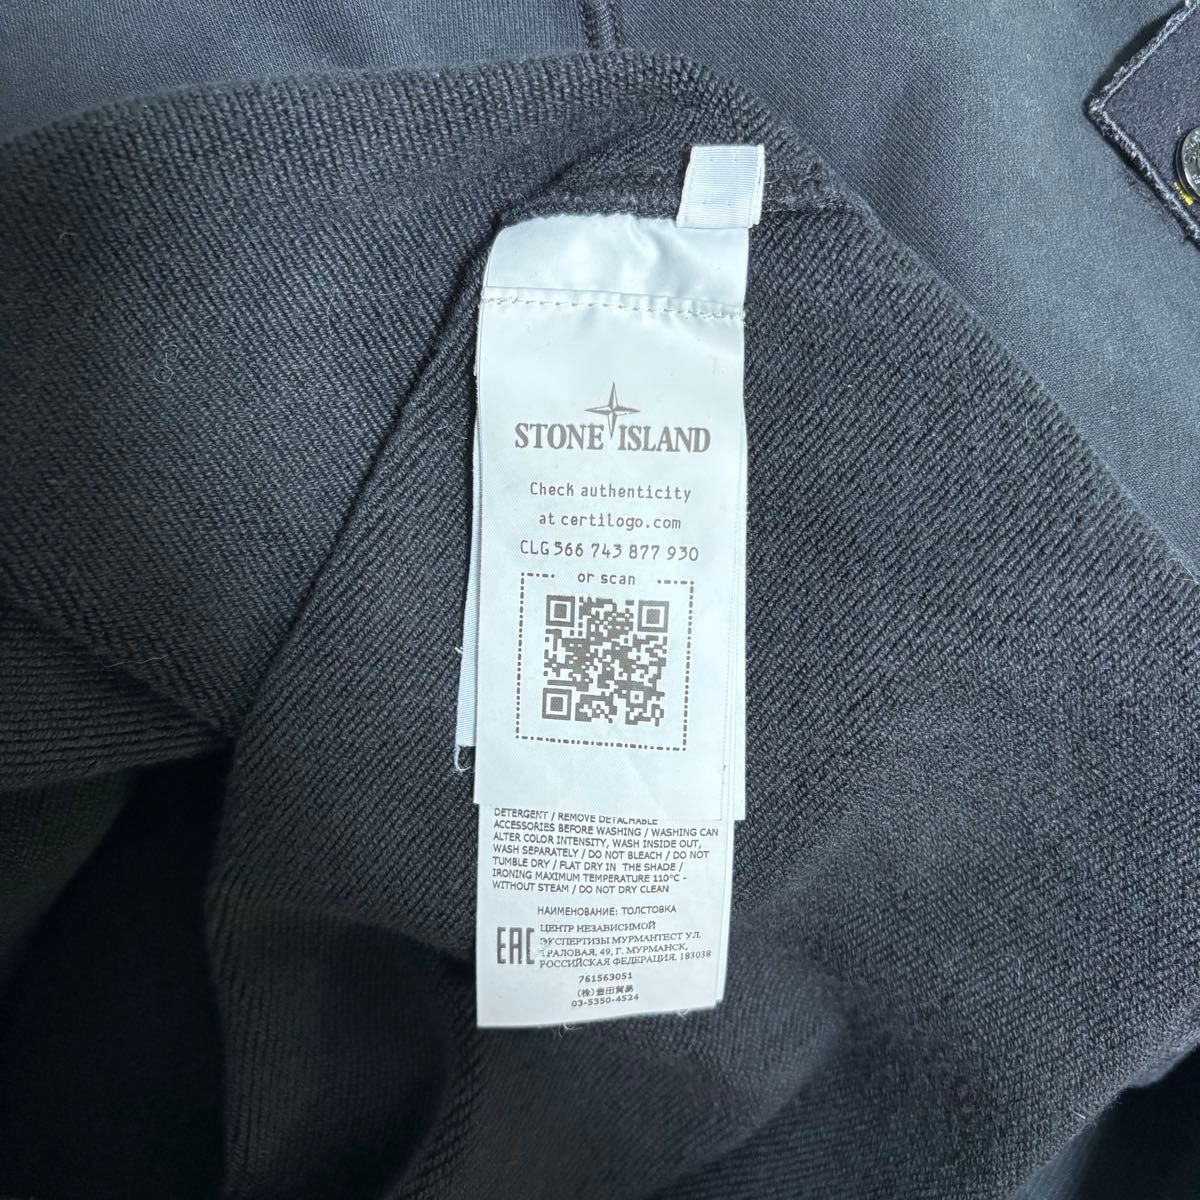 STONE ISLAND
Check authenticity
at certilogo.com
CLG 566 743 877 930
or scan
DETERGENT / REMOVE DETACHABLE
ACCESSORIES BEFORE WASHING / WASHING CAN
ALTER COLOR INTENSITY, WASH INSIDE OUT,
WASH SEPARATELY / DO NOT BLEACH / DO NOT
TUMBLE DRY / FLAT DRY IN THE SHADE /
IRONING MAXIMUM TEMPERATURE 110°C -
WITHOUT STEAM / DO NOT DRY CLEAN
НАИМЕНОВАНИЕ: ТОЛСТОВКА
EAC
ЦЕНТР НЕЗАВИСИМОЙ
ЭКСПЕРТИЗЫ МУРМАНТЕСТ УЛ.
ТРАЛОВАЯ, 49, Г. МУРМАНСК,
РОССИЙСКАЯ ФЕДЕРАЦИЯ, 183038
761563051
(株)豊田貿易
03-5350-4524